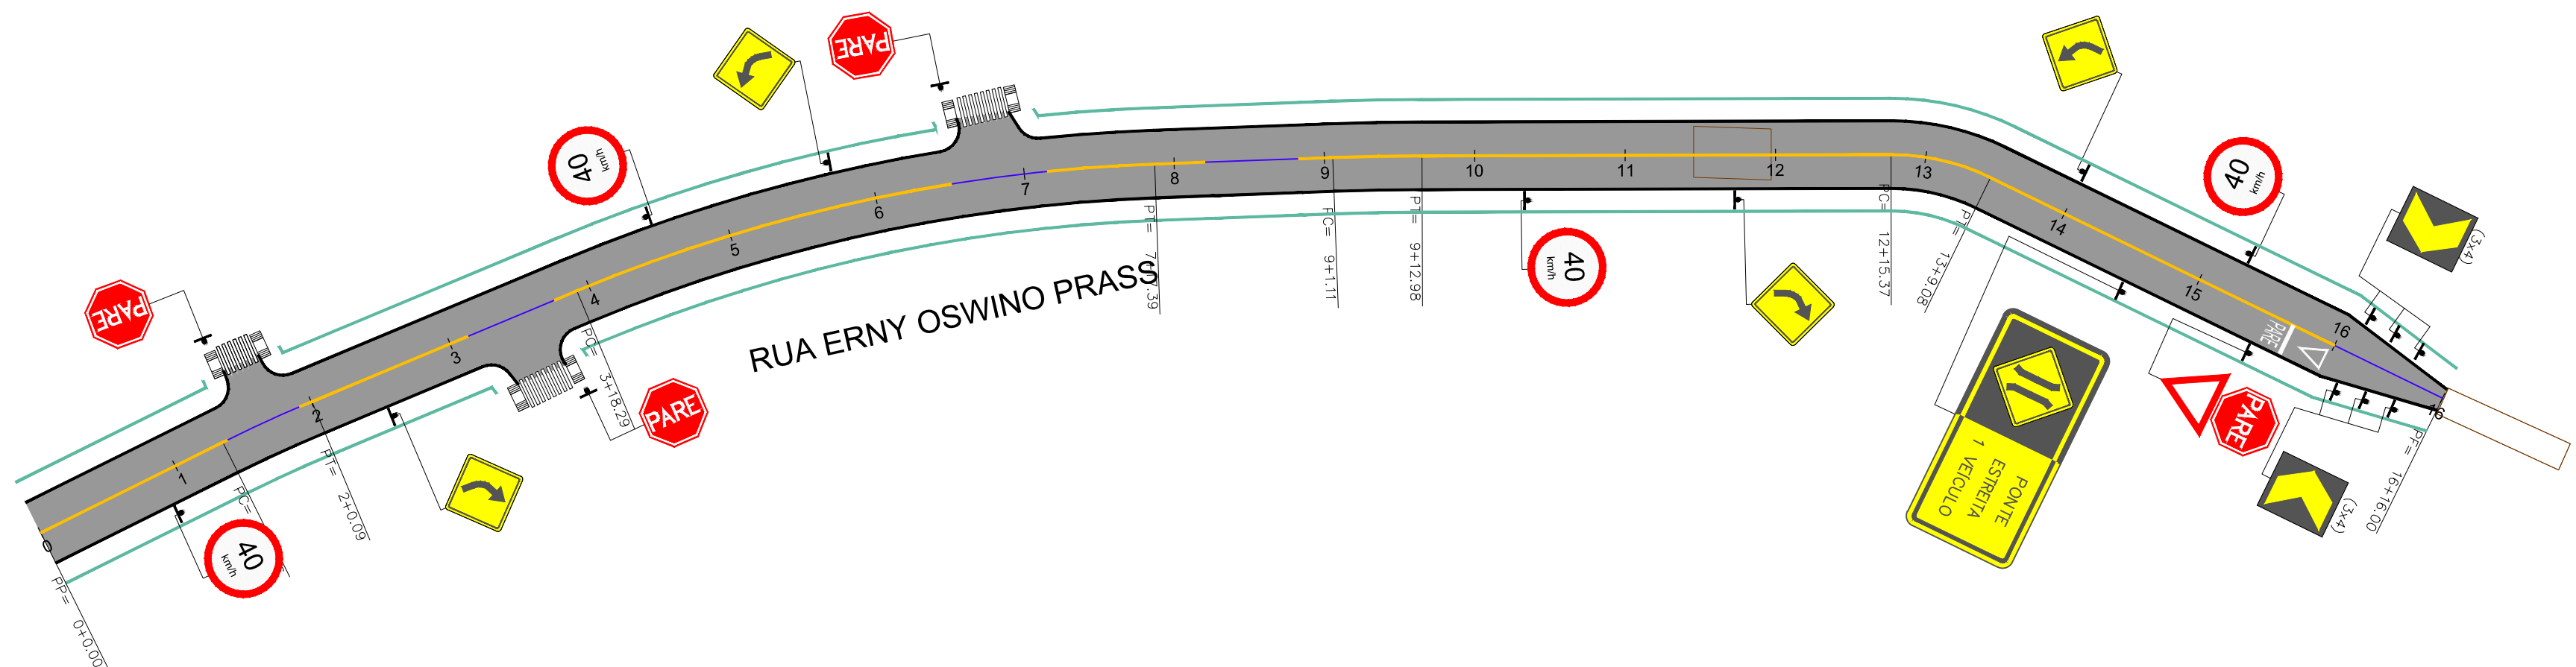 PARE
40
km/h
PARE
PARE
40
km/h
RUA ERNY OSWINO PRASS
PARE
40
km/h
40
km/h
PONTE
ESTREITA
1 VEÍCULO
PARE
PARE
(3x4)
(3x4)
0
1
2
3
4
5
6
7
8
9
10
11
12
13
14
15
16
16
PP= 0+0.00
PC=
PT= 2+0.09
PC= 3+18.29
PT=
PC= 9+11.11
PT= 9+12.98
PC= 12+15.37
13+9.08
PF= 16+16.00